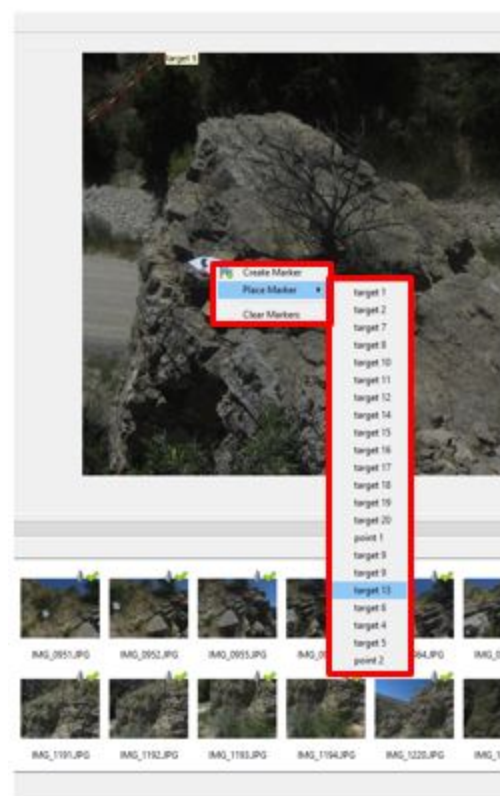 target 1
Create Marker
Place Marker
Clear Markers
target 1
target 2
target 7
target 8
target 10
target 11
target 12
target 14
target 15
target 16
target 17
target 18
target 19
target 20
point 1
target 9
target 9
target 13
target 6
target 4
target 5
point 2
IMG_0951.JPG
IMG_0952.JPG
IMG_0955.JPG
IMG_1191.JPG
IMG_1192.JPG
IMG_1193.JPG
IMG_1194.JPG
IMG_1220.JPG